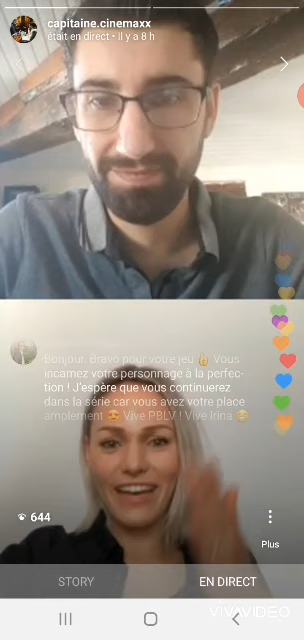 capitaine.cinemaxx
était en direct • Il y a 8 h
Bonjour. Bravo pour votre jeu 👌 Vous
incarnez votre personnage à la perfec-
tion ! J'espère que vous continuerez
dans la série car vous avez votre place
amplement 😍 Vive PBLV ! Vive Irina 😊
644
Plus
STORY
EN DIRECT
VIVAVIDEO